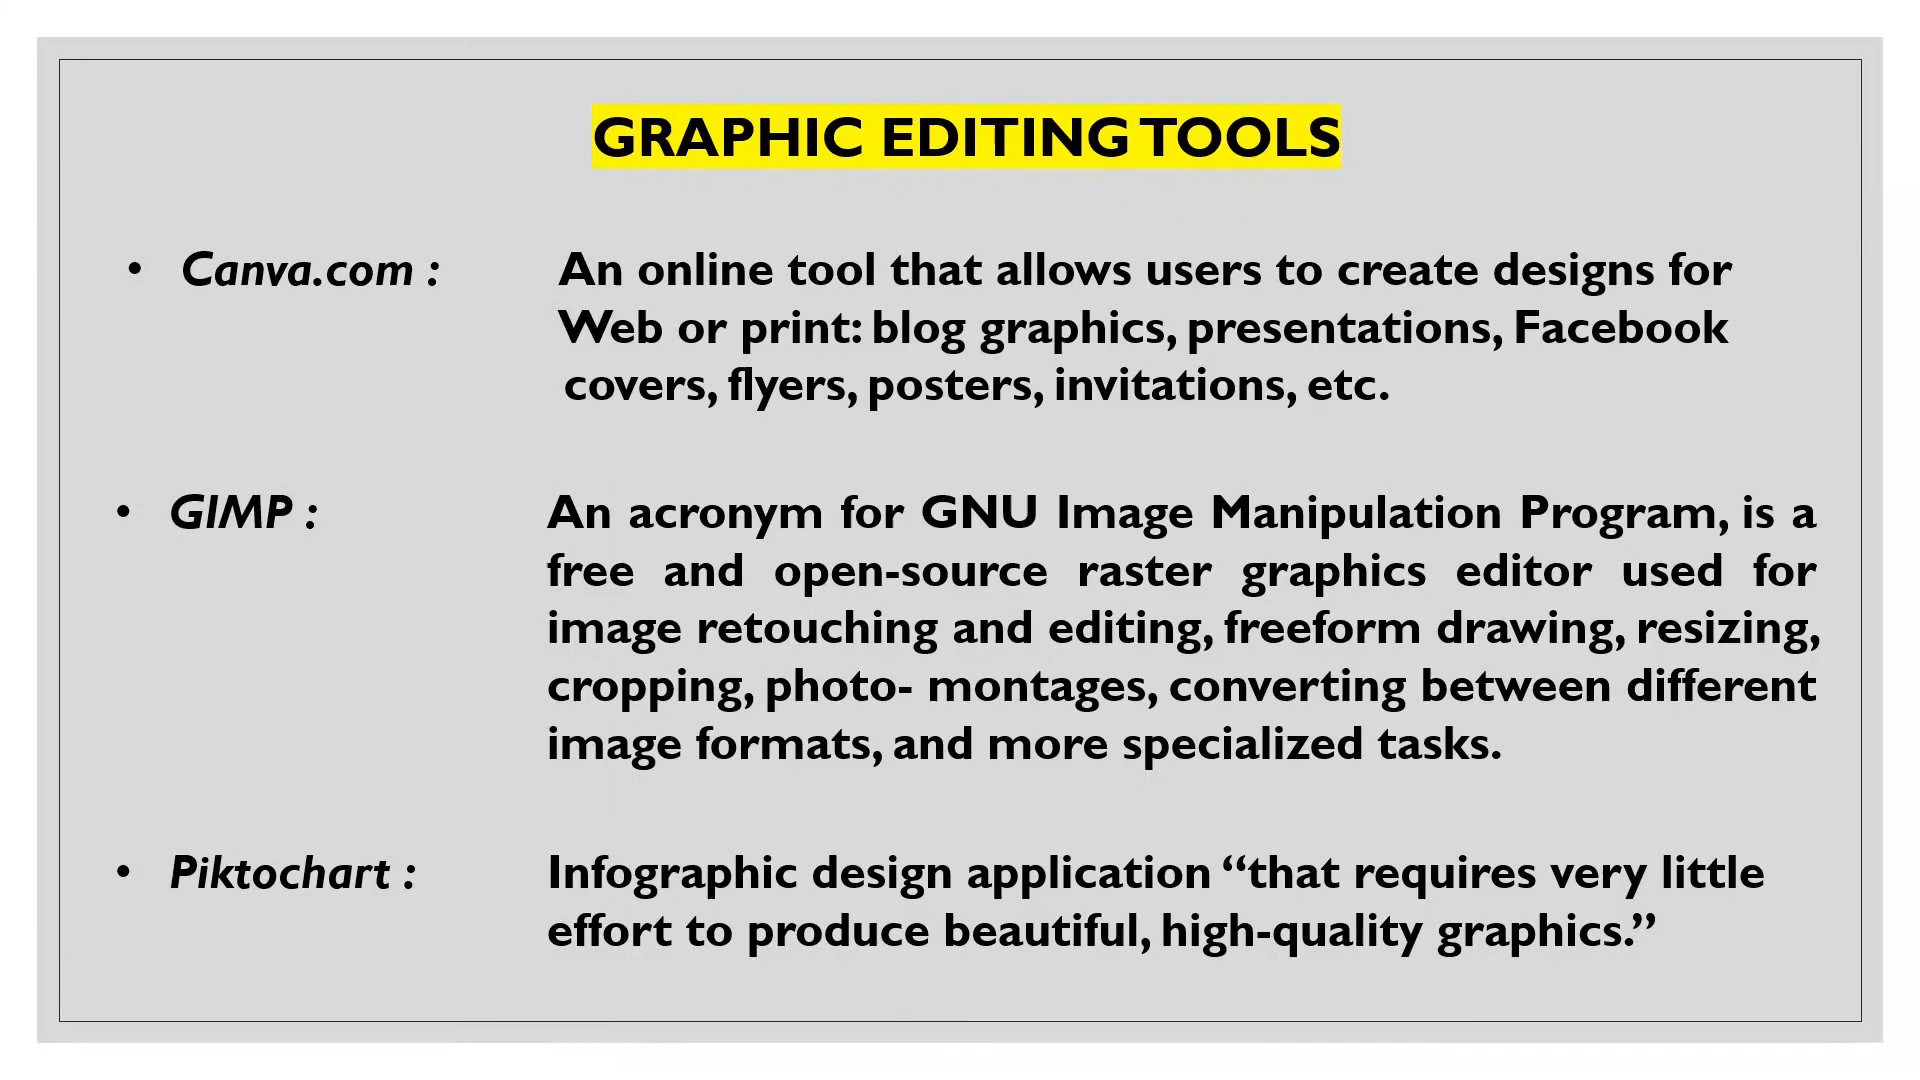 GRAPHIC EDITING TOOLS
• Canva.com : An online tool that allows users to create designs for
Web or print: blog graphics, presentations, Facebook
covers, flyers, posters, invitations, etc.
• GIMP : An acronym for GNU Image Manipulation Program, is a
free and open-source raster graphics editor used for
image retouching and editing, freeform drawing, resizing,
cropping, photo- montages, converting between different
image formats, and more specialized tasks.
• Piktochart : Infographic design application “that requires very little
effort to produce beautiful, high-quality graphics.”